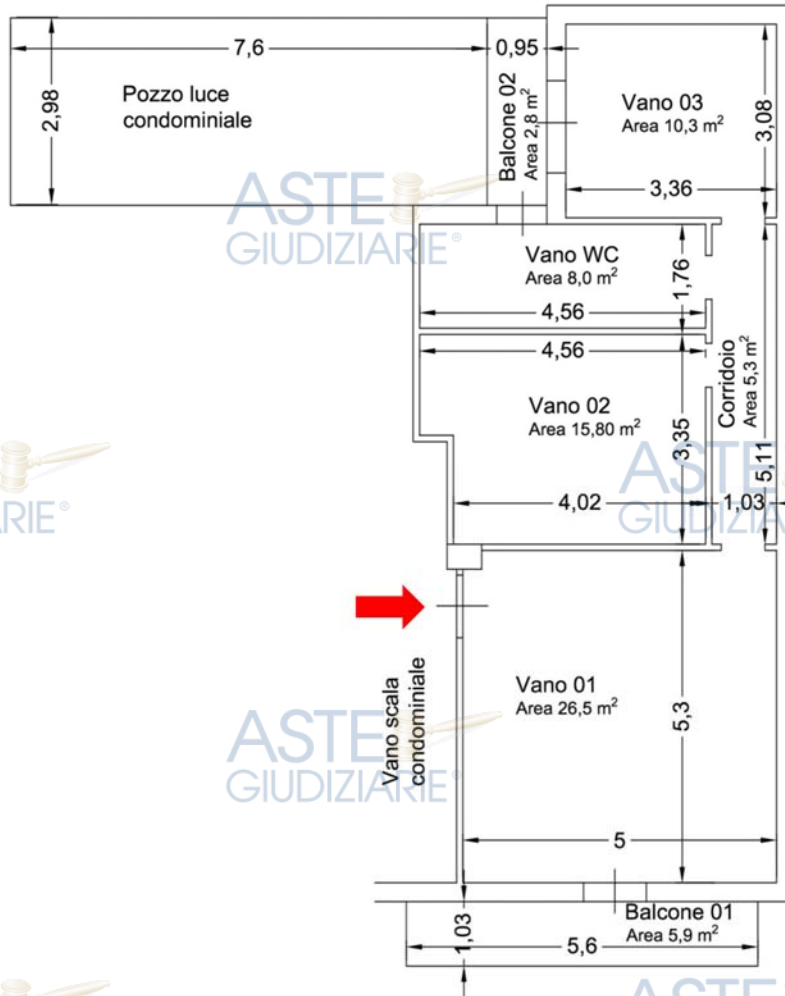 7,6
0,95
2,98
Pozzo luce
condominiale
Balcone 02
Area 2,8 m²
Vano 03
Area 10,3 m²
3,08
3,36
ASTE
GIUDIZIARIE®
Vano WC
Area 8,0 m²
1,76
4,56
4,56
Vano 02
Area 15,80 m²
3,35
Corridoio
Area 5,3 m²
5,11
ASTE
GIUDIZIA
RIE®
4,02
1,03
Vano scala
condominiale
Vano 01
Area 26,5 m²
5,3
ASTE
GIUDIZIARIE®
5
1,03
Balcone 01
Area 5,9 m²
5,6